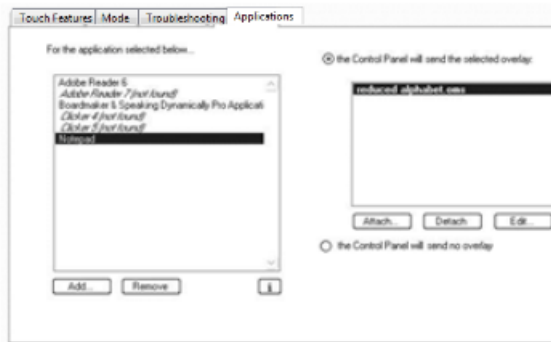 Touch Features Mode Troubleshooting Applications
For the application selected below...
Adobe Reader 6
Adobe Reader 7 (not found)
Boardmaker & Speaking Dynamically Pro Applicati
Clicker 4 (not found)
Clicker 5 (not found)
Notepad
Add... Remove i
the Control Panel will send the selected overlay:
reduced alphabet oms
Attach... Detach Edit...
the Control Panel will send no overlay